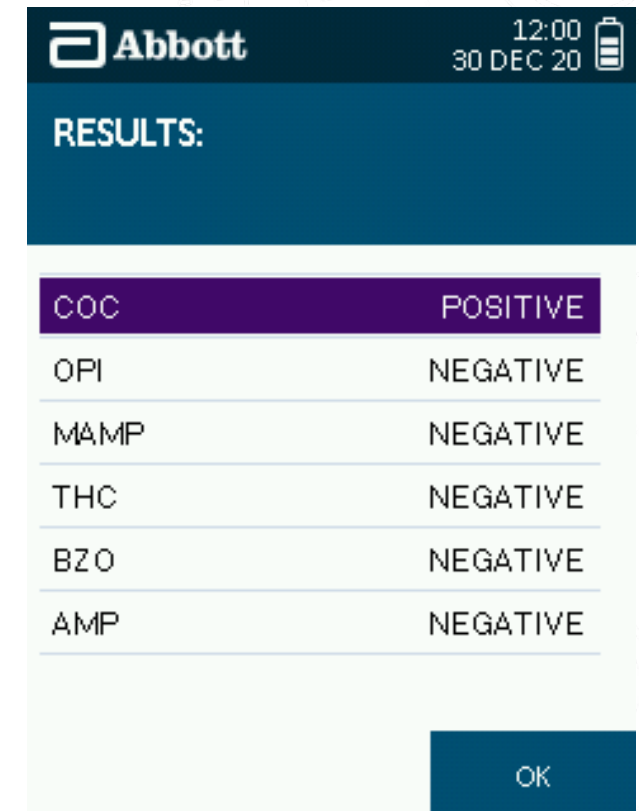 Abbott
12:00
30 DEC 20
RESULTS:
COC POSITIVE
OPI NEGATIVE
MAMP NEGATIVE
THC NEGATIVE
BZO NEGATIVE
AMP NEGATIVE
OK